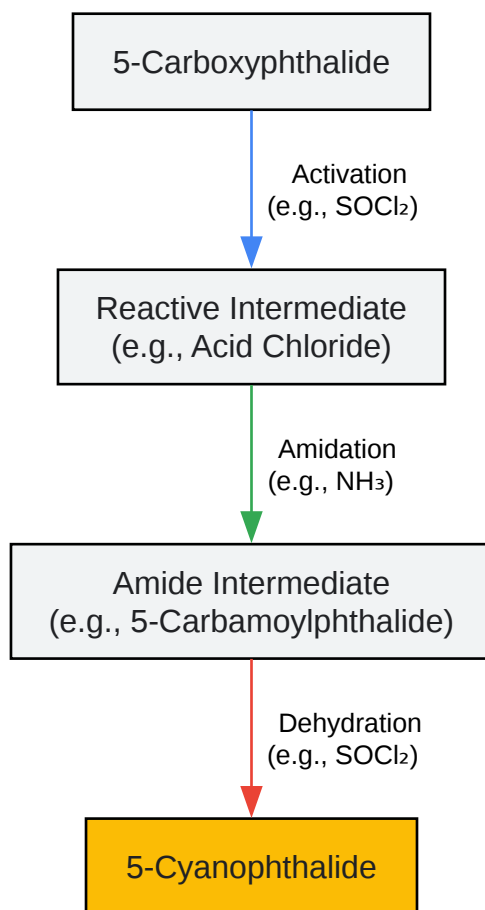 5-Carboxyphthalide
Activation
(e.g., SOCl₂)
Reactive Intermediate
(e.g., Acid Chloride)
Amidation
(e.g., NH₃)
Amide Intermediate
(e.g., 5-Carbamoylphthalide)
Dehydration
(e.g., SOCl₂)
5-Cyanophthalide